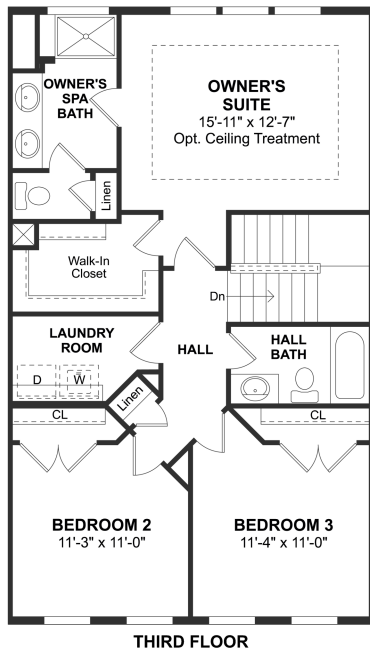 OWNER'S
SPA
BATH
OWNER'S
SUITE
15'-11" x 12'-7"
Opt. Ceiling Treatment
Linen
Walk-In
Closet
Dn
LAUNDRY
ROOM
HALL
HALL
BATH
D
W
Linen
CL
CL
BEDROOM 2
11'-3" x 11'-0"
BEDROOM 3
11'-4" x 11'-0"
THIRD FLOOR